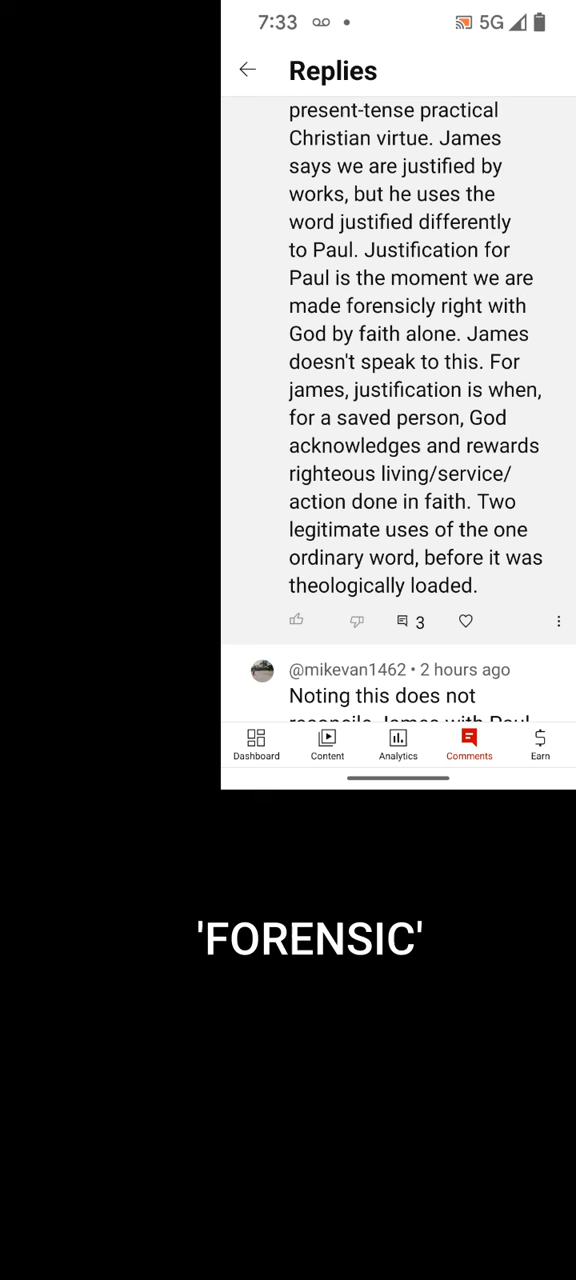 7:33
5G
Replies
present-tense practical
Christian virtue. James
says we are justified by
works, but he uses the
word justified differently
to Paul. Justification for
Paul is the moment we are
made forensicly right with
God by faith alone. James
doesn't speak to this. For
james, justification is when,
for a saved person, God
acknowledges and rewards
righteous living/service/
action done in faith. Two
legitimate uses of the one
ordinary word, before it was
theologically loaded.
3
@mikevan1462 • 2 hours ago
Noting this does not
reconcile James with Paul
Dashboard Content Analytics Comments Earn
'FORENSIC'